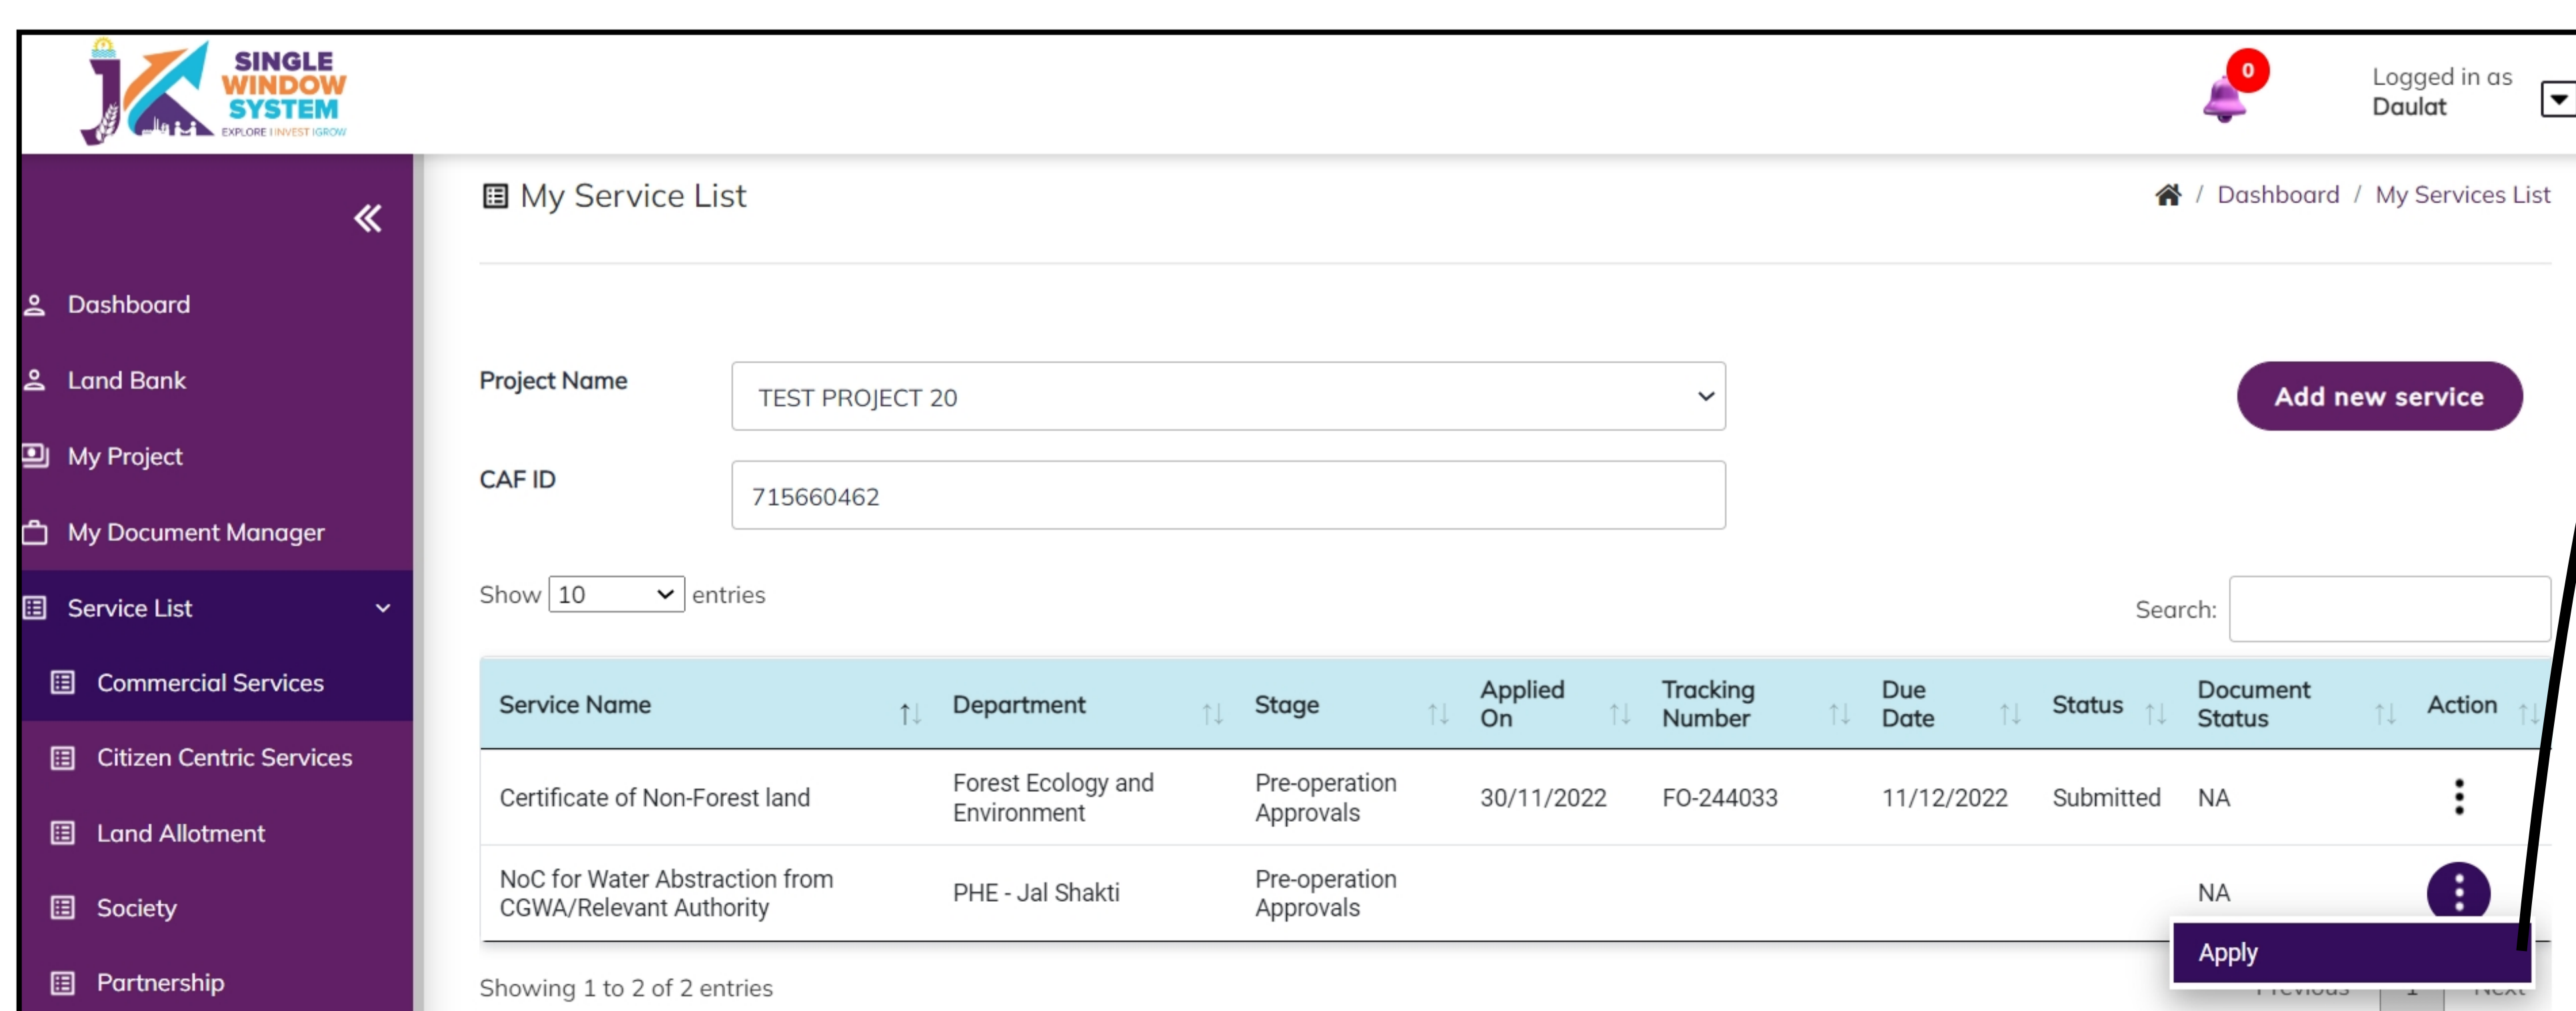 SINGLE
WINDOW
SYSTEM
EXPLORE | INVEST | GROW
0
Logged in as
Daulat
My Service List
/ Dashboard / My Services List
Dashboard
Land Bank
My Project
My Document Manager
Service List
Commercial Services
Citizen Centric Services
Land Allotment
Society
Partnership
Project Name
TEST PROJECT 20
Add new service
CAF ID
715660462
Show 10 entries
Search:
Service Name
Department
Stage
Applied
On
Tracking
Number
Due
Date
Status
Document
Status
Action
Certificate of Non-Forest land
Forest Ecology and
Environment
Pre-operation
Approvals
30/11/2022
FO-244033
11/12/2022
Submitted
NA
NoC for Water Abstraction from
CGWA/Relevant Authority
PHE - Jal Shakti
Pre-operation
Approvals
NA
Apply
Showing 1 to 2 of 2 entries
Previous 1 Next